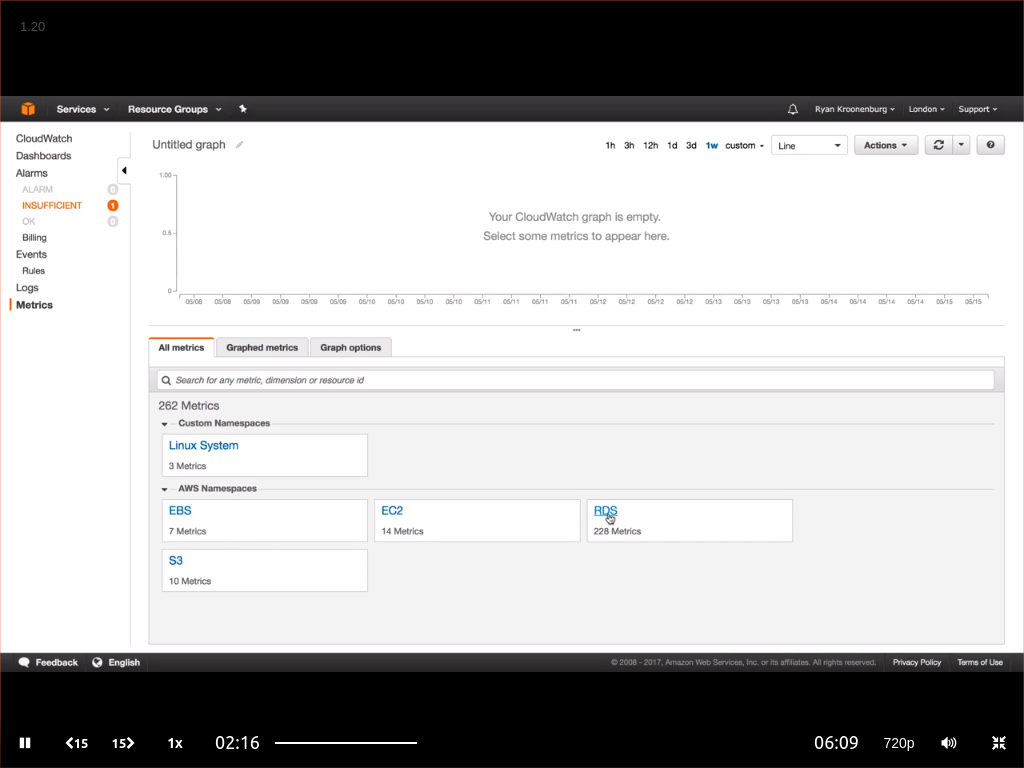 1.20
Services Resource Groups Ryan Kroonenburg London Support
CloudWatch
Dashboards
Alarms
ALARM 0
INSUFFICIENT 1
OK 0
Billing
Events
Rules
Logs
Metrics
Untitled graph 1h 3h 12h 1d 3d 1w custom Line Actions ?
1.00
0.5
0
Your CloudWatch graph is empty.
Select some metrics to appear here.
05/08 05/08 05/09 05/09 05/09 05/09 05/10 05/10 05/10 05/10 05/11 05/11 05/11 05/11 05/12 05/12 05/12 05/12 05/13 05/13 05/13 05/13 05/14 05/14 05/14 05/14 05/15 05/15
All metrics Graphed metrics Graph options
Search for any metric, dimension or resource id
262 Metrics
Custom Namespaces
Linux System
3 Metrics
AWS Namespaces
EBS EC2 RDS
7 Metrics 14 Metrics 228 Metrics
S3
10 Metrics
Feedback English © 2008 - 2017, Amazon Web Services, Inc. or its affiliates. All rights reserved. Privacy Policy Terms of Use
15 15 1x 02:16 06:09 720p